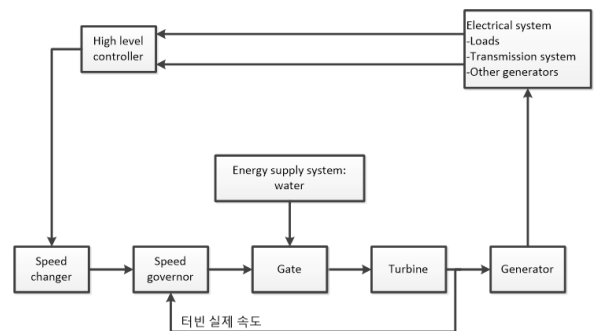 Electrical system
-Loads
-Transmission system
-Other generators
High level
controller
Energy supply system:
water
Speed
changer
Speed
governor
Gate
Turbine
Generator
터빈 실제 속도